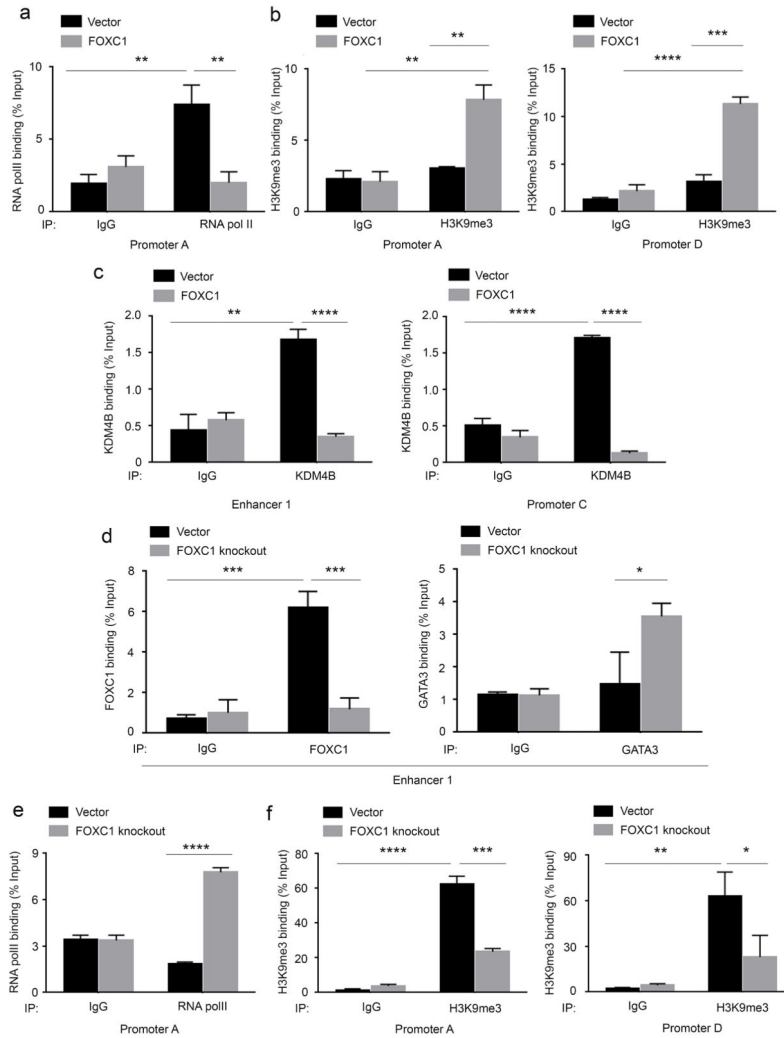 a
Vector
FOXC1
RNA polII binding (% Input)
10
5
0
** **
IP: IgG RNA pol II
Promoter A
b
Vector
FOXC1
H3K9me3 binding (% Input)
10
5
0
**
**
IgG H3K9me3
Promoter A
Vector
FOXC1
H3K9me3 binding (% Input)
15
10
5
0
***
****
IgG H3K9me3
Promoter D
c
Vector
FOXC1
KDM4B binding (% Input)
2.0
1.5
1.0
0.5
0
** ****
IP: IgG KDM4B
Enhancer 1
Vector
FOXC1
KDM4B binding (% Input)
2.0
1.5
1.0
0.5
0
**** ****
IP: IgG KDM4B
Promoter C
d
Vector
FOXC1 knockout
FOXC1 binding (% Input)
8
6
4
2
0
*** ***
IP: IgG FOXC1
Vector
FOXC1 knockout
GATA3 binding (% Input)
5
4
3
2
1
0
*
IP: IgG GATA3
Enhancer 1
e
Vector
FOXC1 knockout
RNA polII binding (% Input)
9
6
3
0
****
IP: IgG RNA polII
Promoter A
f
Vector
FOXC1 knockout
H3K9me3 binding (% Input)
80
60
40
20
0
**** ***
IP: IgG H3K9me3
Promoter A
Vector
FOXC1 knockout
H3K9me3 binding (% Input)
90
60
30
0
** *
IP: IgG H3K9me3
Promoter D